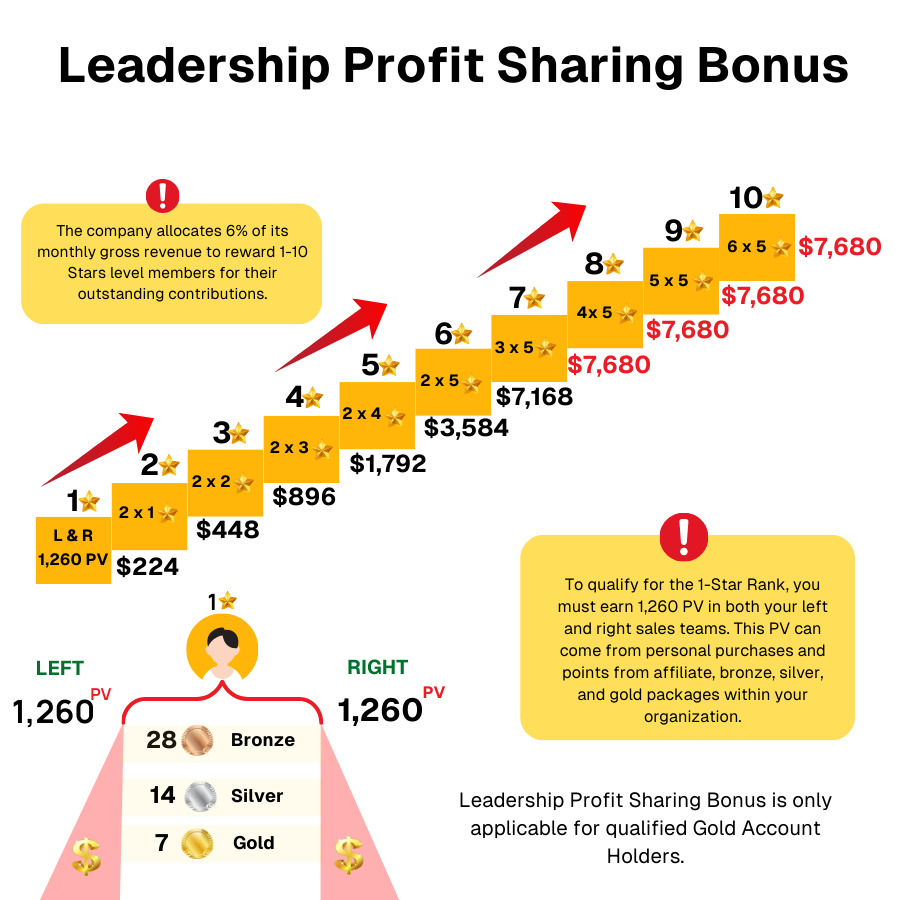 Leadership Profit Sharing Bonus
The company allocates 6% of its
monthly gross revenue to reward 1-10
Stars level members for their
outstanding contributions.
1
L & R
1,260 PV
$224
2
2 x 1
$448
3
2 x 2
$896
4
2 x 3
$1,792
5
2 x 4
$3,584
6
2 x 5
$7,168
7
3 x 5
$7,680
8
4x 5
$7,680
9
5 x 5
$7,680
10
6 x 5
$7,680
To qualify for the 1-Star Rank, you
must earn 1,260 PV in both your left
and right sales teams. This PV can
come from personal purchases and
points from affiliate, bronze, silver,
and gold packages within your
organization.
1
LEFT
1,260 PV
RIGHT
1,260 PV
28 Bronze
14 Silver
7 Gold
$
$
Leadership Profit Sharing Bonus is only
applicable for qualified Gold Account
Holders.